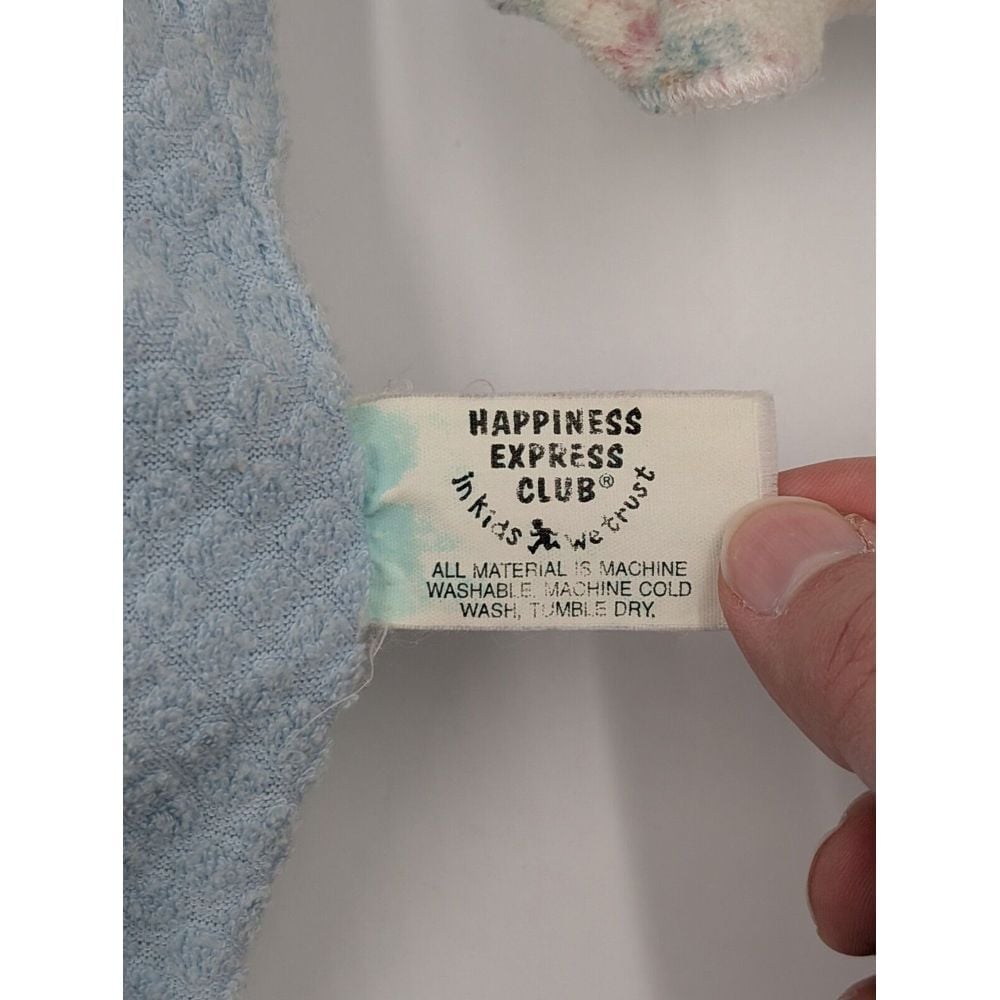 HAPPINESS
EXPRESS
CLUB®
in kids we trust
ALL MATERIAL IS MACHINE
WASHABLE. MACHINE COLD
WASH, TUMBLE DRY.